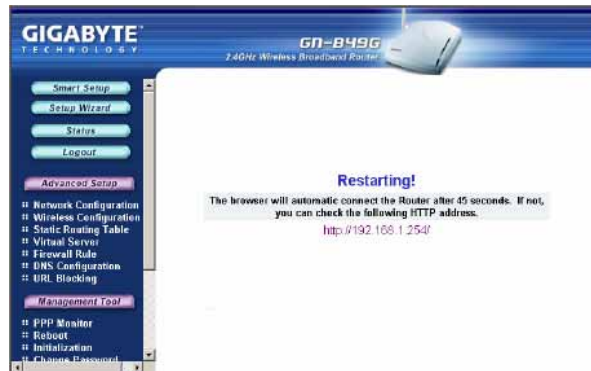 GIGABYTE
TECHNOLOGY
GN-B49G
2.4GHz Wireless Broadband Router
Smart Setup
Setup Wizard
Status
Logout
Advanced Setup
Network Configuration
Wireless Configuration
Static Routing Table
Virtual Server
Firewall Rule
DNS Configuration
URL Blocking
Management Tool
PPP Monitor
Reboot
Initialization
Change Password
Restarting!
The browser will automatic connect the Router after 45 seconds. If not,
you can check the following HTTP address.
http://192.168.1.254/